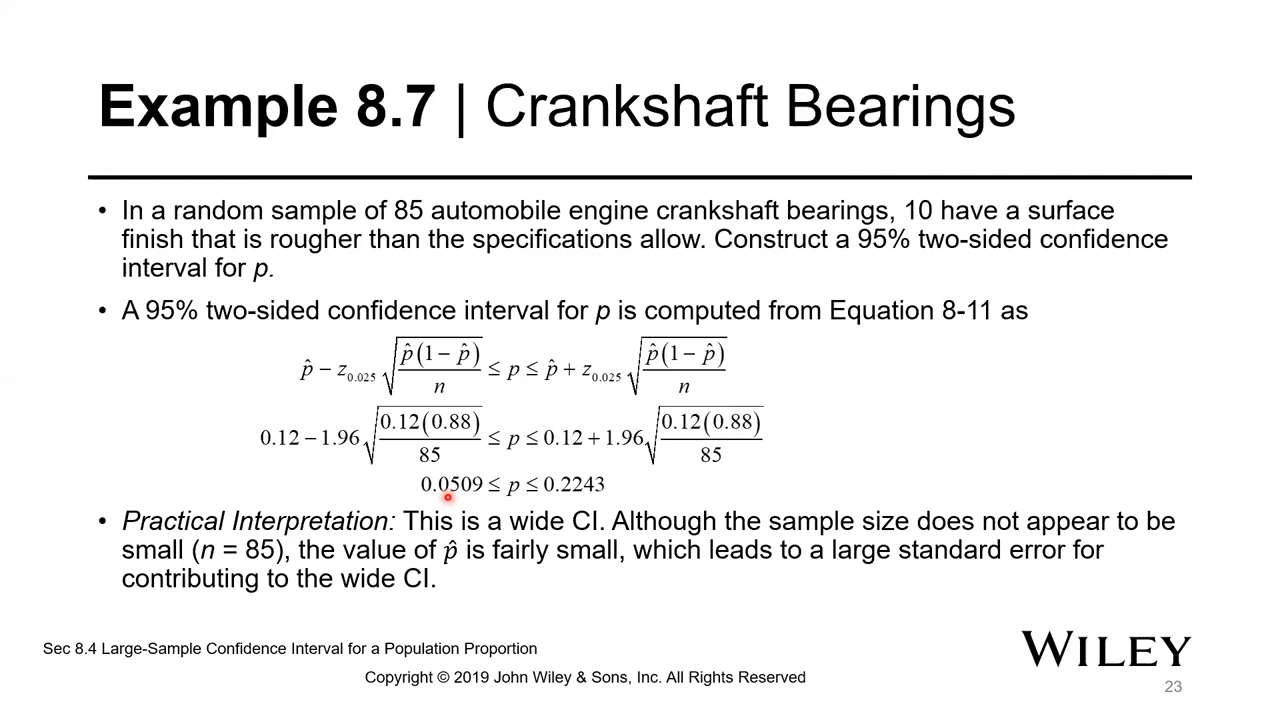 Example 8.7 | Crankshaft Bearings
• In a random sample of 85 automobile engine crankshaft bearings, 10 have a surface
finish that is rougher than the specifications allow. Construct a 95% two-sided confidence
interval for p.
• A 95% two-sided confidence interval for p is computed from Equation 8-11 as
p̂ − z₀.₀₂₅ √(p̂(1 − p̂)/n) ≤ p ≤ p̂ + z₀.₀₂₅ √(p̂(1 − p̂)/n)
0.12 − 1.96 √(0.12(0.88)/85) ≤ p ≤ 0.12 + 1.96 √(0.12(0.88)/85)
0.0509 ≤ p ≤ 0.2243
• Practical Interpretation: This is a wide CI. Although the sample size does not appear to be
small (n = 85), the value of p̂ is fairly small, which leads to a large standard error for
contributing to the wide CI.
Sec 8.4 Large-Sample Confidence Interval for a Population Proportion
WILEY
Copyright © 2019 John Wiley & Sons, Inc. All Rights Reserved
23